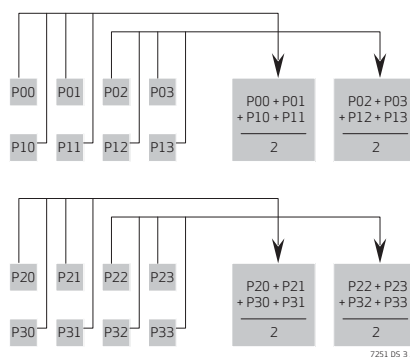 P00 P01 P02 P03
P10 P11 P12 P13
P00 + P01
+ P10 + P11
2
P02 + P03
+ P12 + P13
2
P20 P21 P22 P23
P30 P31 P32 P33
P20 + P21
+ P30 + P31
2
P22 + P23
+ P32 + P33
2
7251 DS 3